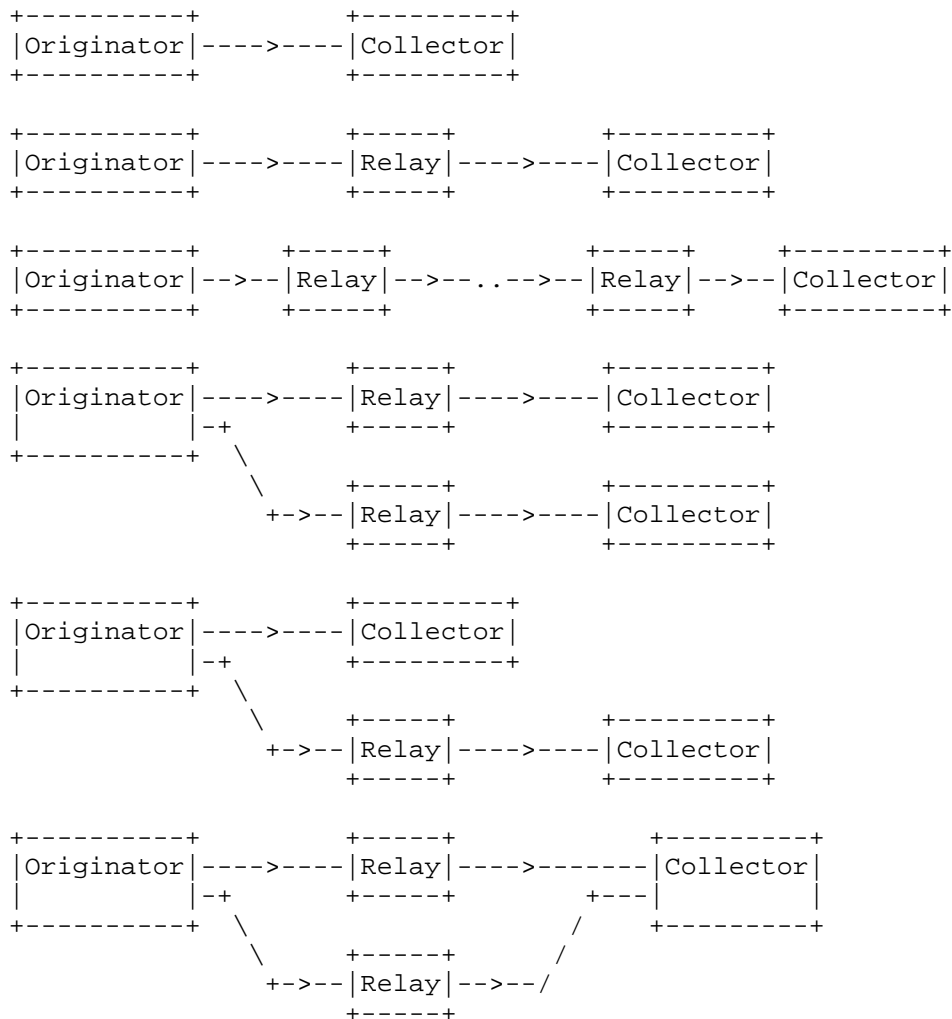 +----------+         +---------+
|Originator|---->----|Collector|
+----------+         +---------+

+----------+         +-----+         +---------+
|Originator|---->----|Relay|---->----|Collector|
+----------+         +-----+         +---------+

+----------+     +-----+            +-----+     +---------+
|Originator|-->--|Relay|-->--..-->--|Relay|-->--|Collector|
+----------+     +-----+            +-----+     +---------+

+----------+         +-----+         +---------+
|Originator|---->----|Relay|---->----|Collector|
|          |-+       +-----+         +---------+
+----------+  \
               \     +-----+         +---------+
                +->--|Relay|---->----|Collector|
                     +-----+         +---------+

+----------+         +---------+
|Originator|---->----|Collector|
|          |-+       +---------+
+----------+  \
               \     +-----+         +---------+
                +->--|Relay|---->----|Collector|
                     +-----+         +---------+

+----------+         +-----+            +---------+
|Originator|---->----|Relay|---->-------|Collector|
|          |-+       +-----+        +---|         |
+----------+  \                    /    +---------+
               \     +-----+      /
                +->--|Relay|-->--/
                     +-----+